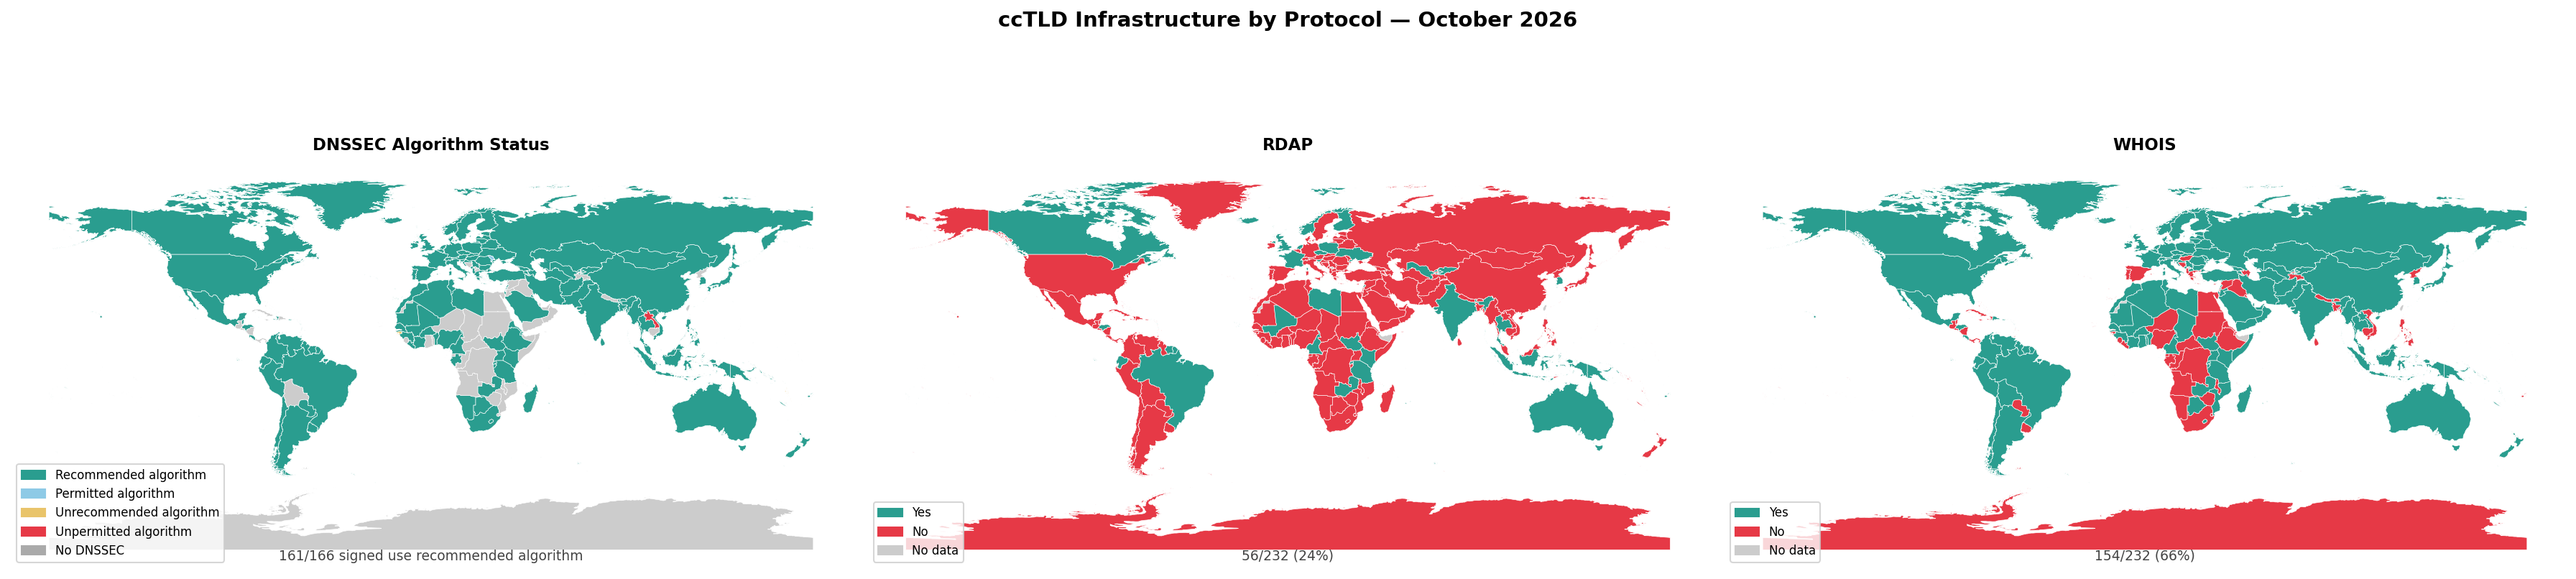 ccTLD Infrastructure by Protocol — October 2026
DNSSEC Algorithm Status
Recommended algorithm
Permitted algorithm
Unrecommended algorithm
Unpermitted algorithm
No DNSSEC
161/166 signed use recommended algorithm
RDAP
Yes
No
No data
56/232 (24%)
WHOIS
Yes
No
No data
154/232 (66%)